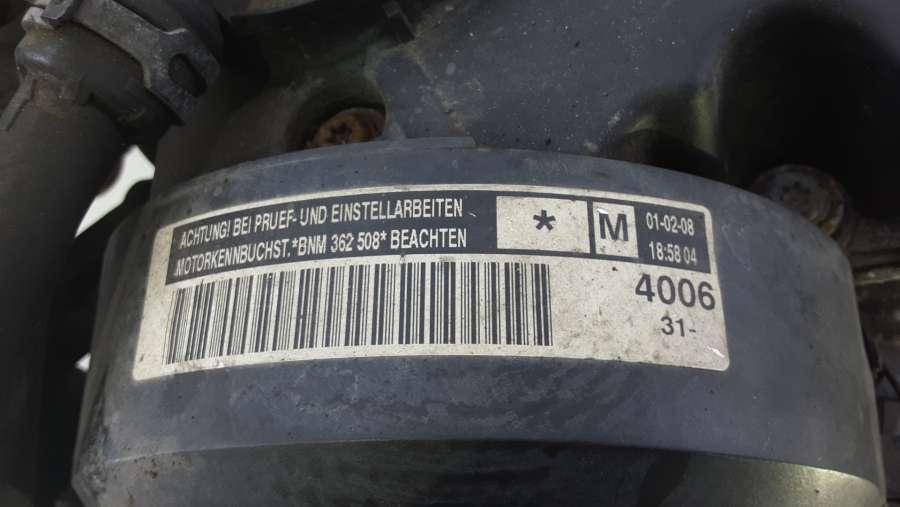 ACHTUNG! BEI PRUEF- UND EINSTELLARBEITEN
MOTORKENNBUCHST. *BNM 362 508* BEACHTEN
*
M
01-02-08
18:58 04
4006
31-